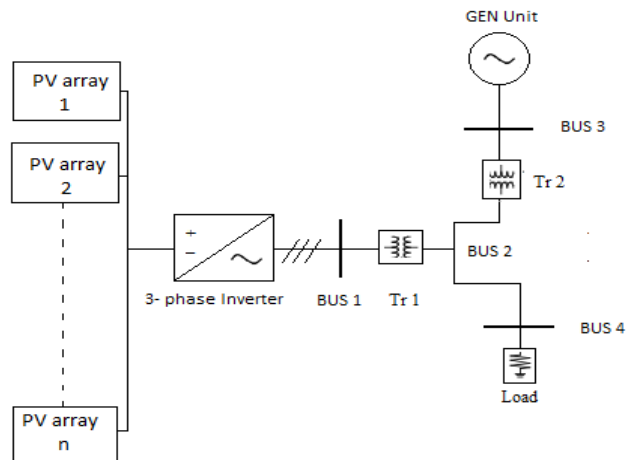 GEN Unit
PV array
1
BUS 3
PV array
2
Tr 2
+
-
BUS 2
3- phase Inverter
BUS 1
Tr 1
BUS 4
Load
PV array
n